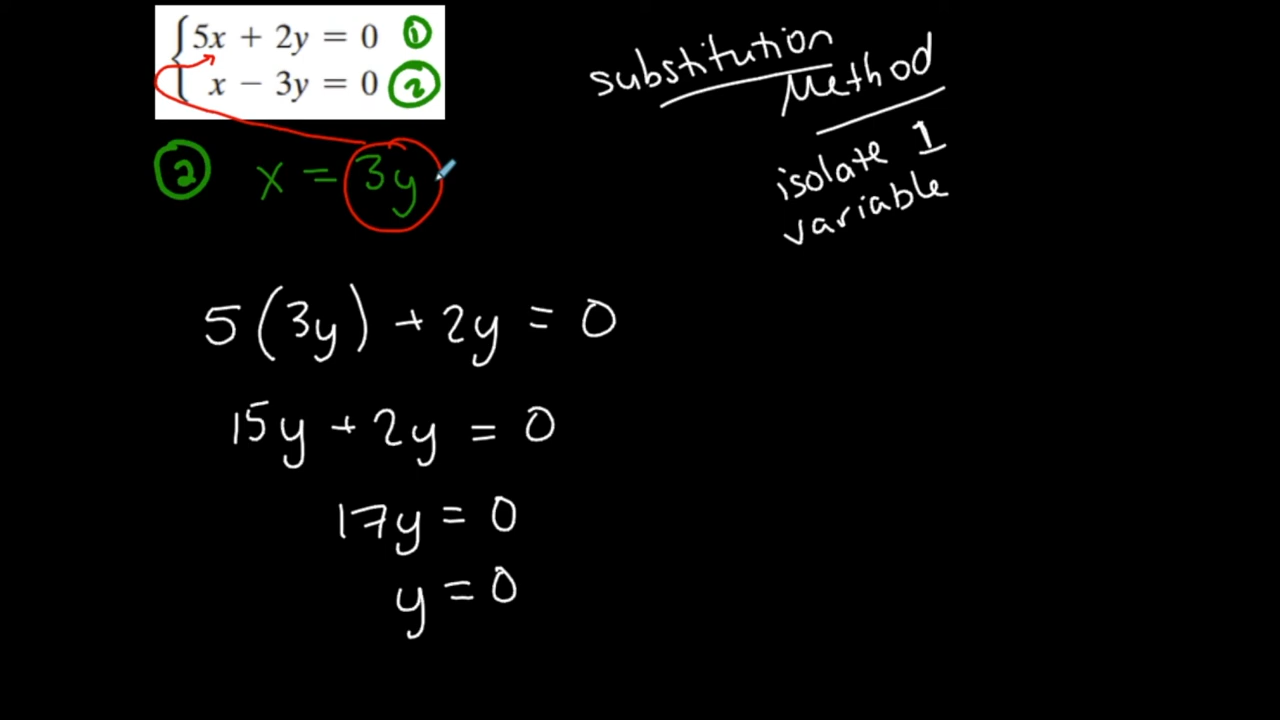 5x + 2y = 0 ①
x − 3y = 0 ②
substitution
Method
isolate 1
variable
② x = 3y
5(3y) + 2y = 0
15y + 2y = 0
17y = 0
y = 0